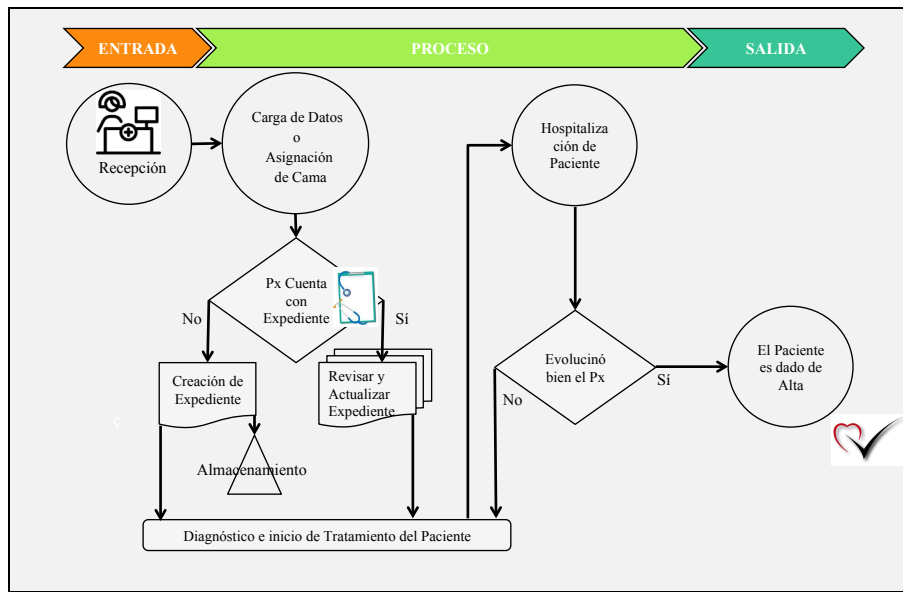 ENTRADA
PROCESO
SALIDA
Recepción
Carga de Datos
o
Asignación
de Cama
Hospitaliza
ción de
Paciente
Px Cuenta
con
Expediente
No
Sí
Creación de
Expediente
Revisar y
Actualizar
Expediente
Almacenamiento
Evolucinó
bien el Px
No
Sí
El Paciente
es dado de
Alta
Diagnóstico e inicio de Tratamiento del Paciente